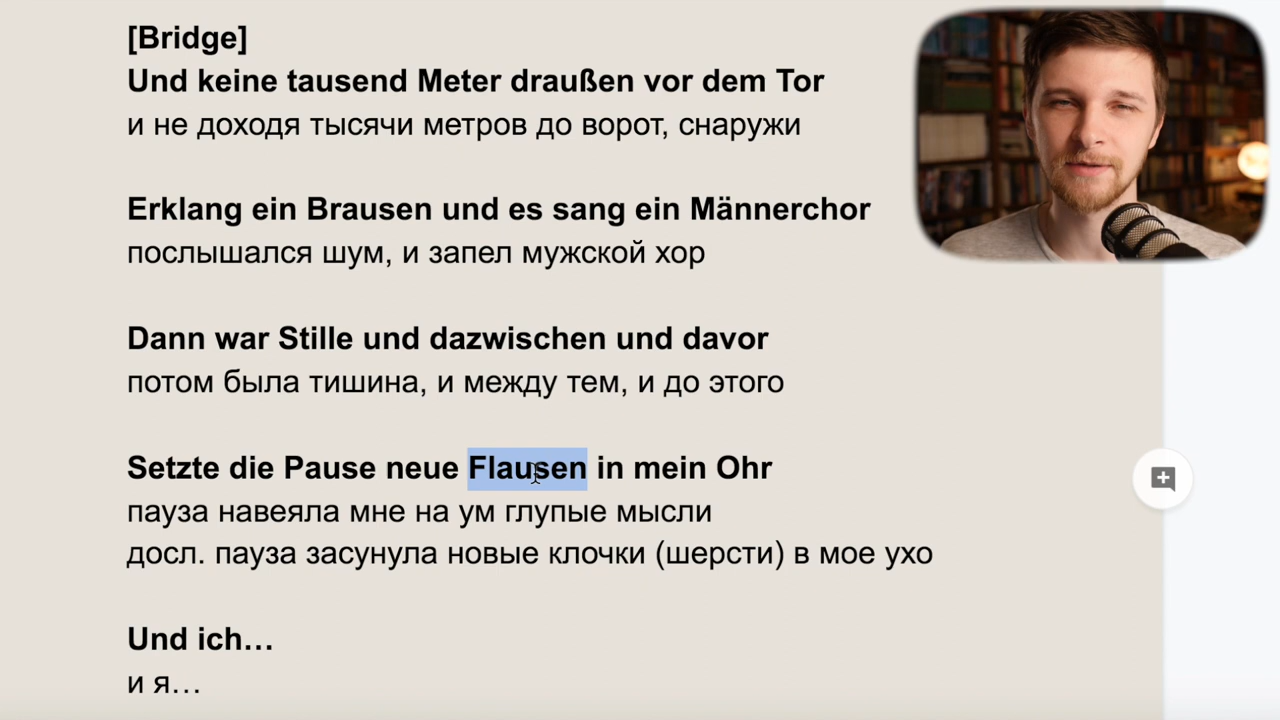 [Bridge]
Und keine tausend Meter draußen vor dem Tor
и не доходя тысячи метров до ворот, снаружи
Erklang ein Brausen und es sang ein Männerchor
послышался шум, и запел мужской хор
Dann war Stille und dazwischen und davor
потом была тишина, и между тем, и до этого
Setzte die Pause neue Flausen in mein Ohr
пауза навеяла мне на ум глупые мысли
досл. пауза засунула новые клочки (шерсти) в мое ухо
Und ich…
и я…